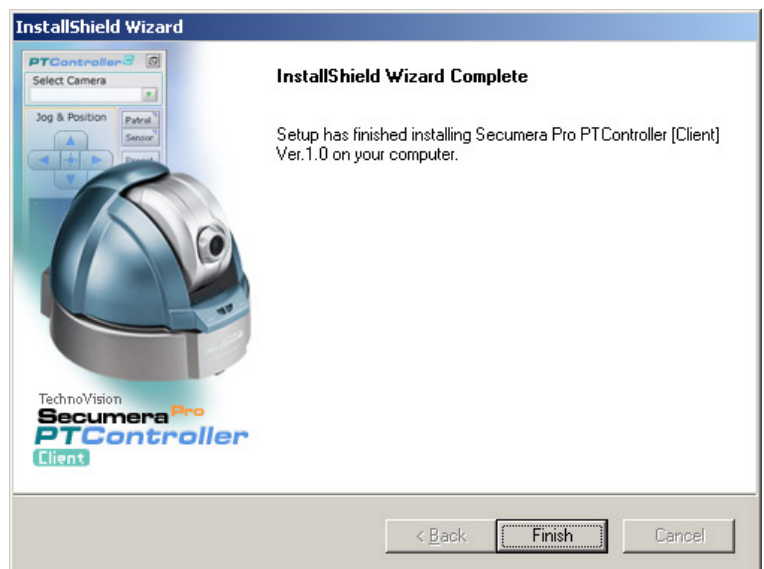 InstallShield Wizard
PTController
Select Camera
Jog & Position
Patrol
Sensor
InstallShield Wizard Complete
Setup has finished installing Secumera Pro PTController [Client]
Ver.1.0 on your computer.
TechnoVision
Secumera Pro
PTController
Client
< Back
Finish
Cancel